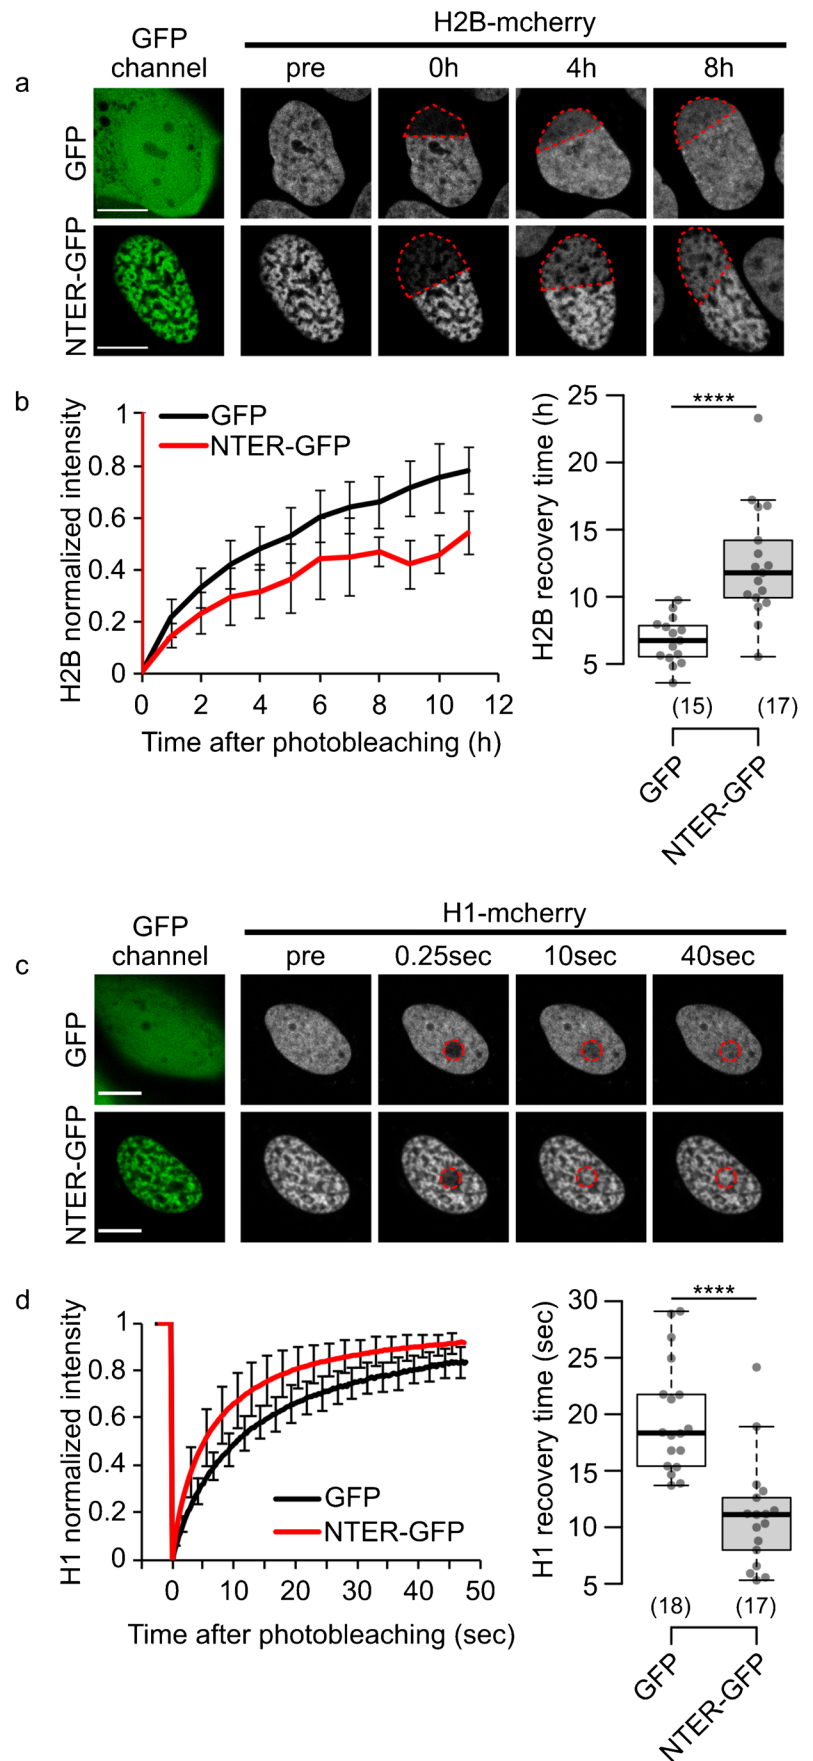 H2B-mcherry
GFP
channel
pre
0h
4h
8h
a
GFP
NTER-GFP
b
H2B normalized intensity
1
0.8
0.6
0.4
0.2
0
GFP
NTER-GFP
0
2
4
6
8
10
12
Time after photobleaching (h)
H2B recovery time (h)
25
20
15
10
5
****
(15)
(17)
GFP
NTER-GFP
H1-mcherry
GFP
channel
pre
0.25sec
10sec
40sec
c
GFP
NTER-GFP
d
H1 normalized intensity
1
0.8
0.6
0.4
0.2
0
GFP
NTER-GFP
0
10
20
30
40
50
Time after photobleaching (sec)
H1 recovery time (sec)
30
25
20
15
10
5
****
(18)
(17)
GFP
NTER-GFP